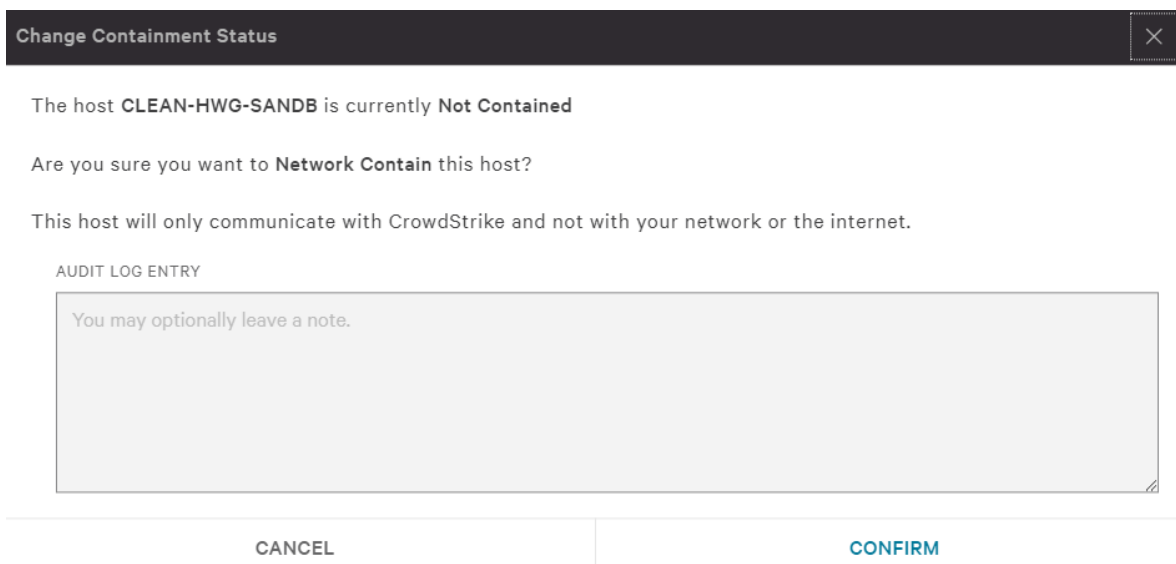 Change Containment Status
The host CLEAN-HWG-SANDB is currently Not Contained
Are you sure you want to Network Contain this host?
This host will only communicate with CrowdStrike and not with your network or the internet.
AUDIT LOG ENTRY
You may optionally leave a note.
CANCEL CONFIRM